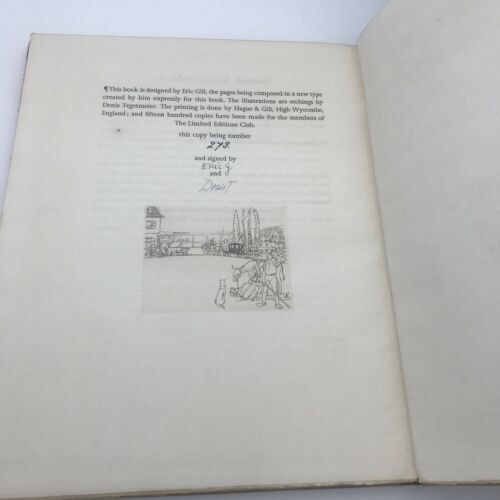 ¶This book is designed by Eric Gill, the pages being composed in a new type
created by him expressly for this book. The illustrations are etchings by
Denis Tegetmeier. The printing is done by Hague & Gill, High Wycombe,
England; and fifteen hundred copies have been made for the members of
The Limited Editions Club,
this copy being number
273.
and signed by
Eric G
and
Denis T.